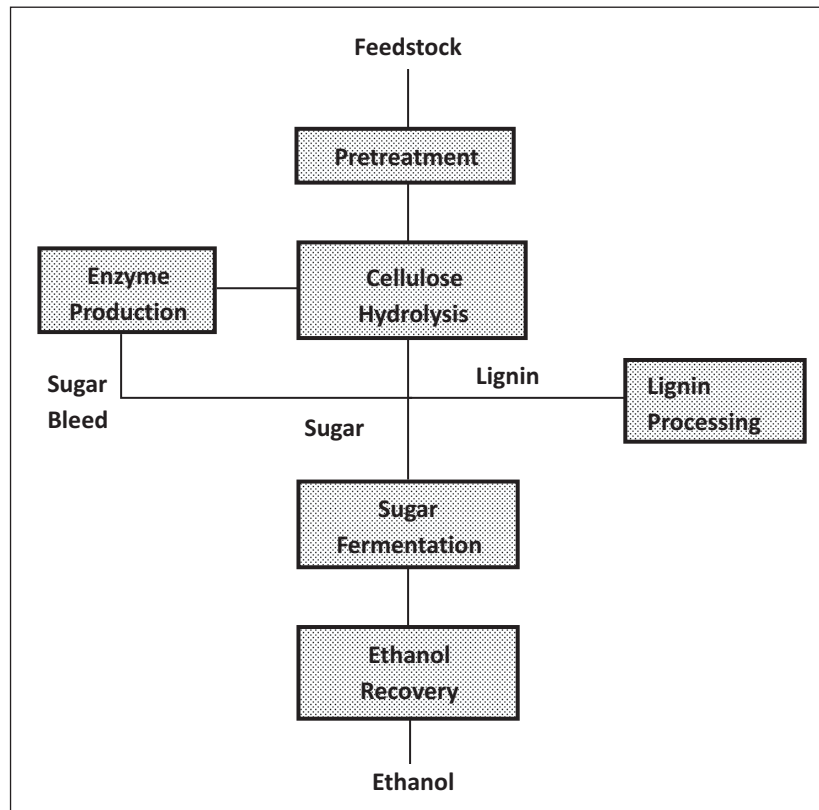 Feedstock
Pretreatment
Enzyme
Production
Cellulose
Hydrolysis
Sugar
Bleed
Lignin
Sugar
Lignin
Processing
Sugar
Fermentation
Ethanol
Recovery
Ethanol